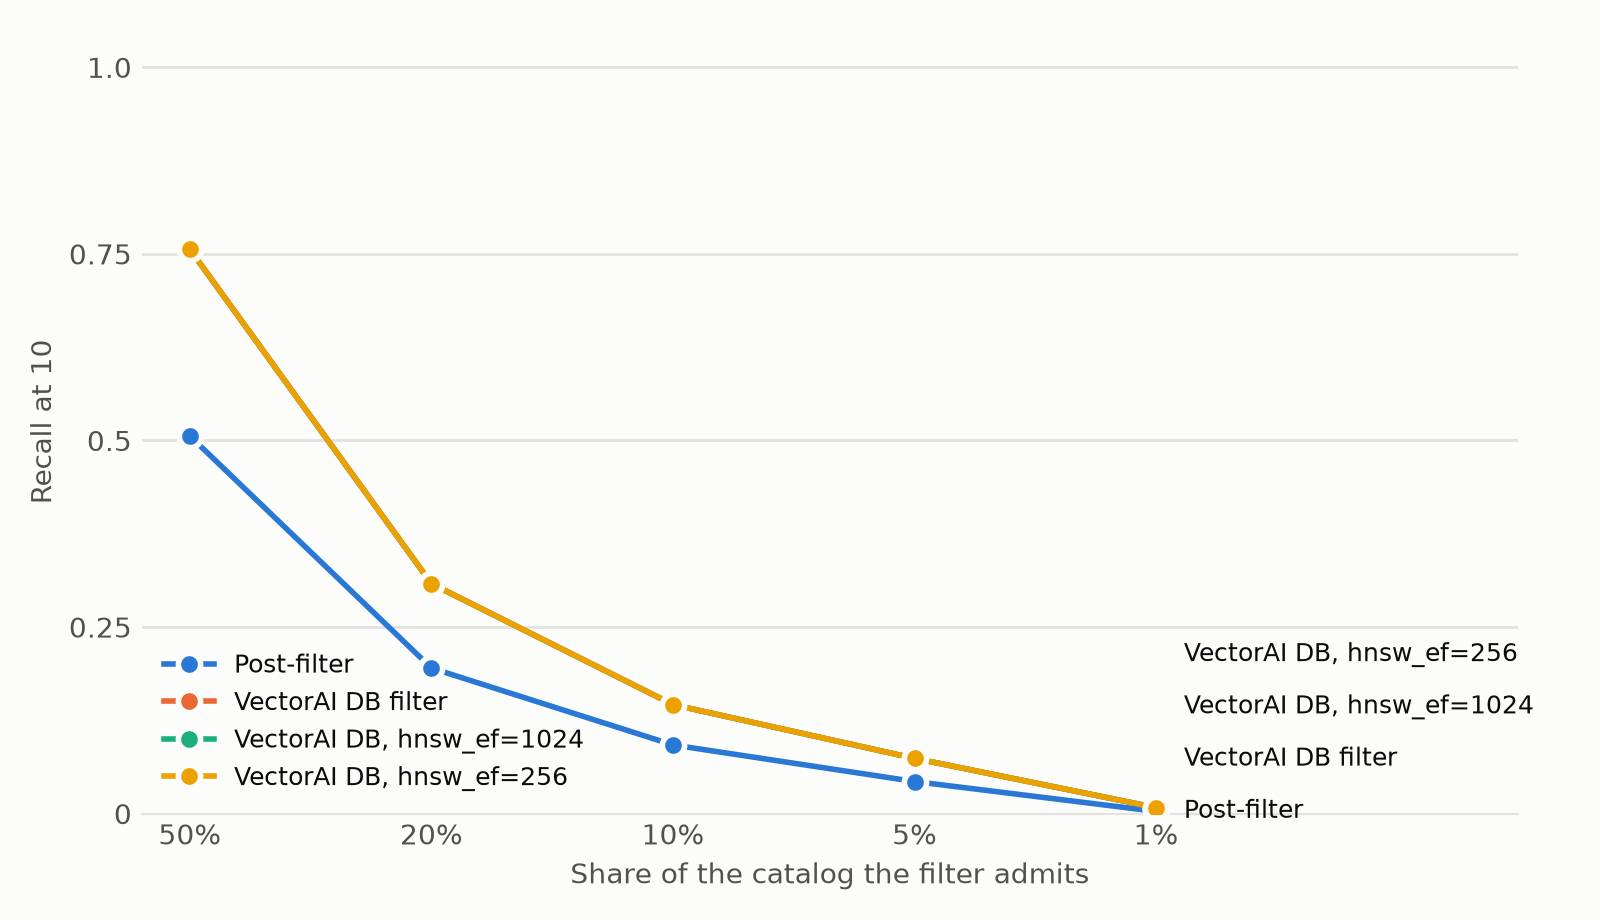 1.0
0.75
0.5
0.25
0
Recall at 10
Post-filter
VectorAI DB filter
VectorAI DB, hnsw_ef=1024
VectorAI DB, hnsw_ef=256
VectorAI DB, hnsw_ef=256
VectorAI DB, hnsw_ef=1024
VectorAI DB filter
Post-filter
50% 20% 10% 5% 1%
Share of the catalog the filter admits